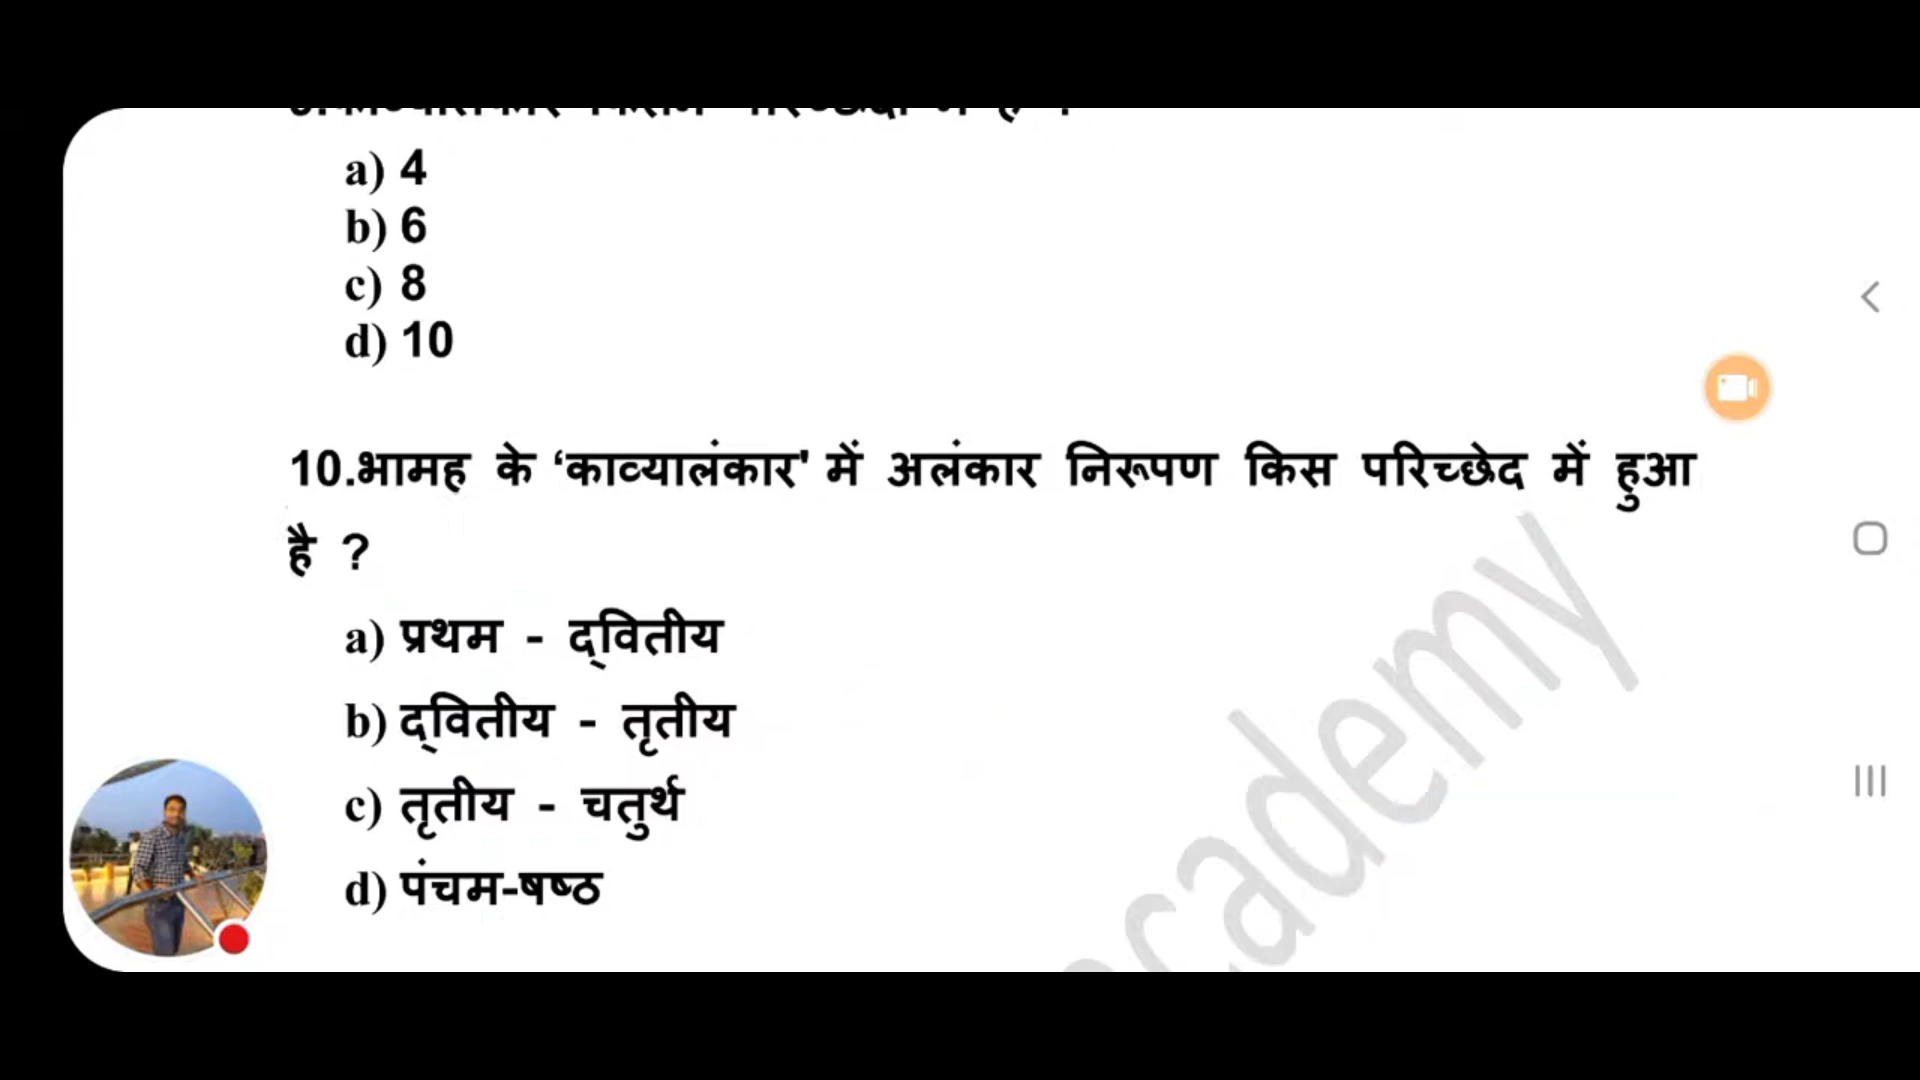 a) 4
b) 6
c) 8
d) 10
10.भामह के ‘काव्यालंकार' में अलंकार निरूपण किस परिच्छेद में हुआ
है ?
a) प्रथम - द्वितीय
b) द्वितीय - तृतीय
c) तृतीय - चतुर्थ
d) पंचम-षष्ठ
cademy